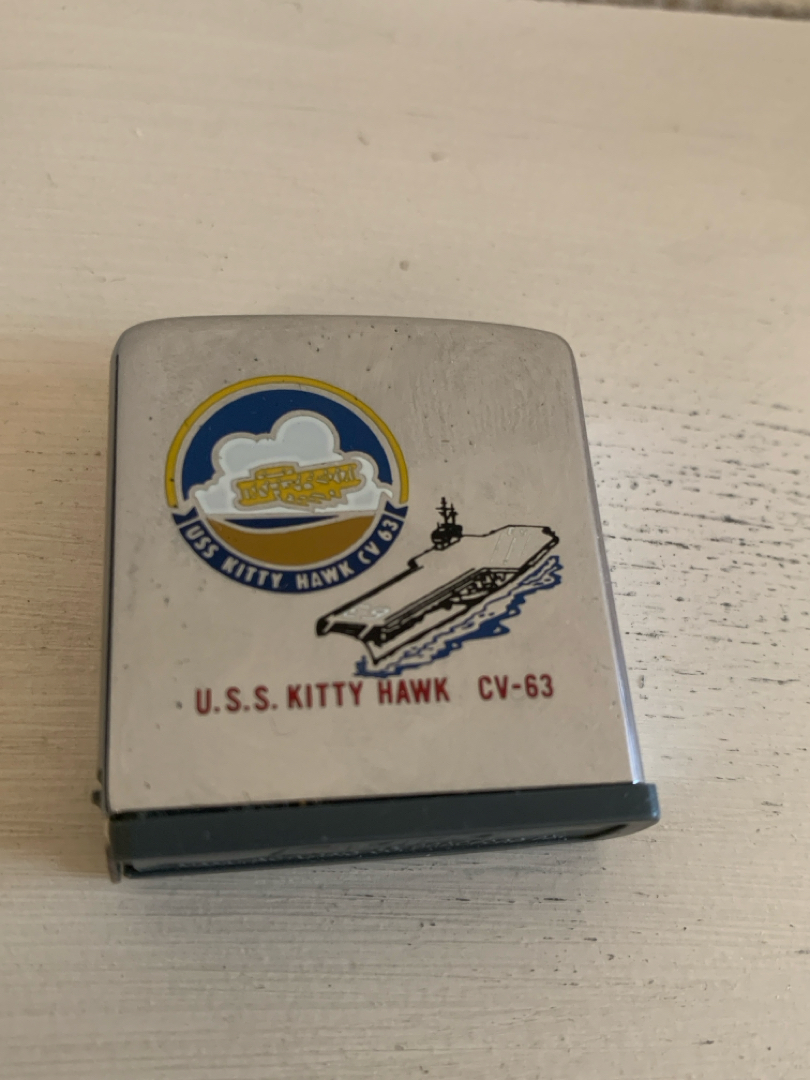 USS KITTY HAWK CV 63
U.S.S. KITTY HAWK CV-63